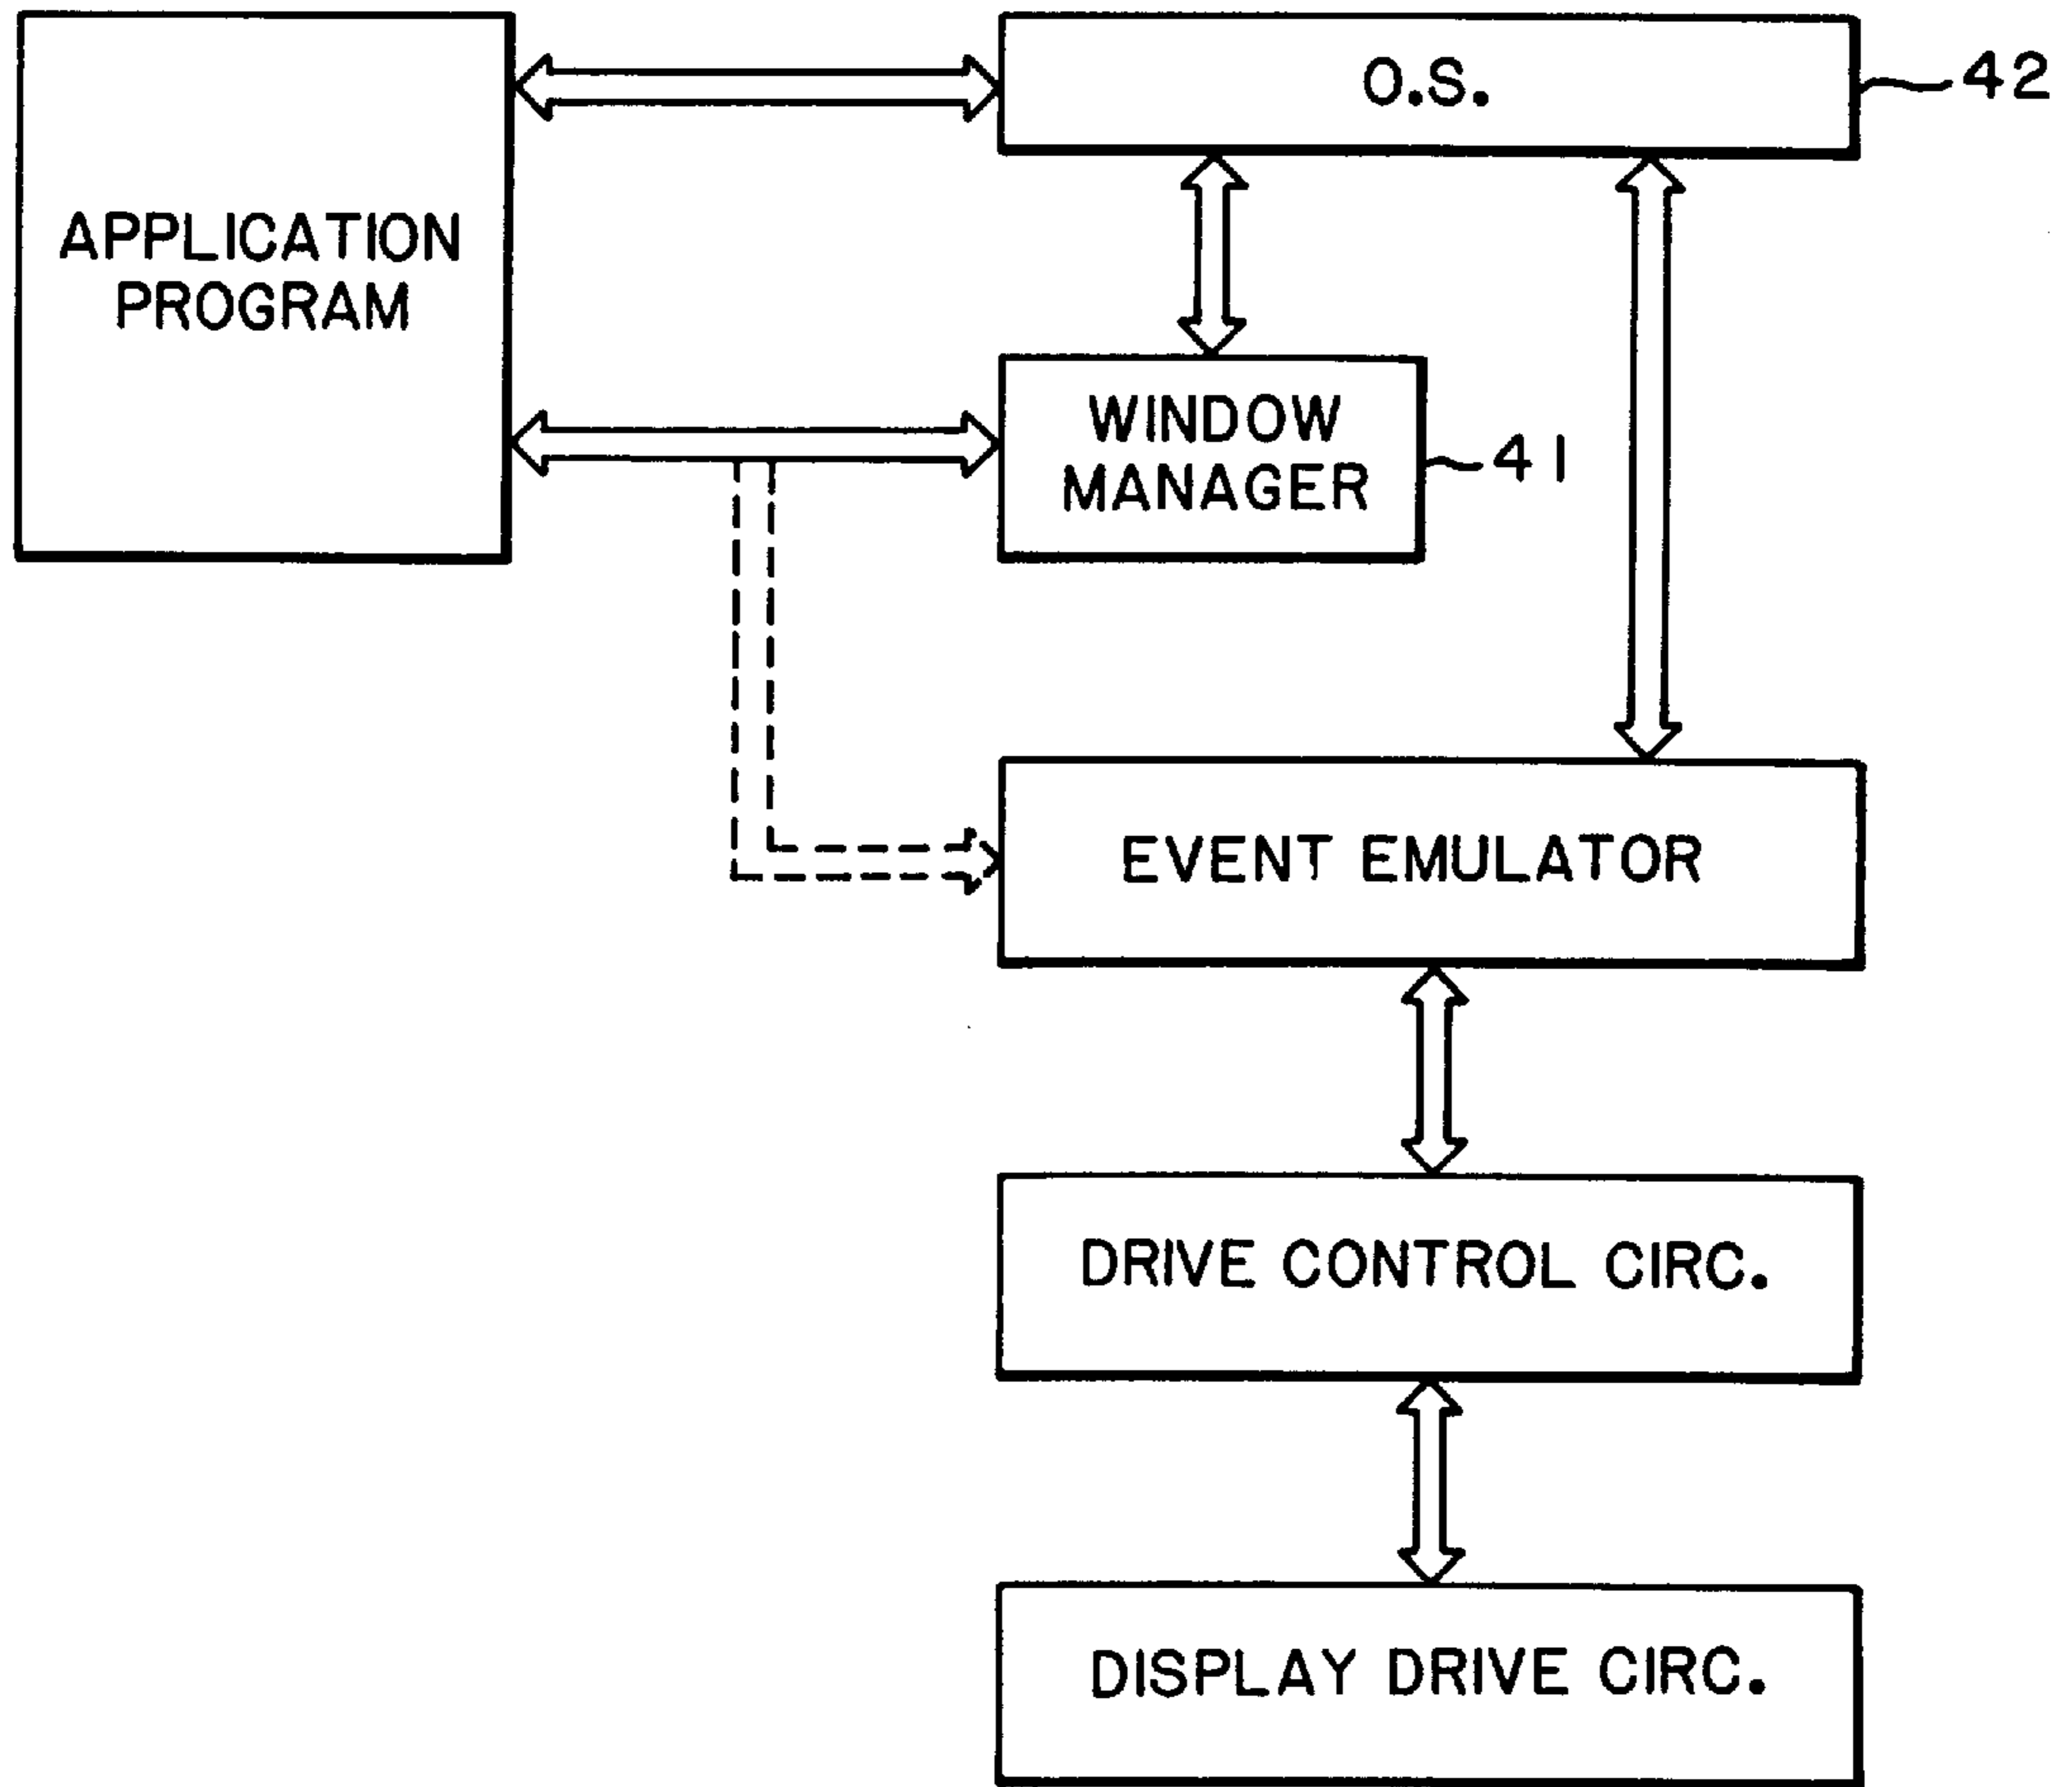 O.S.
42
APPLICATION
PROGRAM
WINDOW
MANAGER
41
EVENT EMULATOR
DRIVE CONTROL CIRC.
DISPLAY DRIVE CIRC.